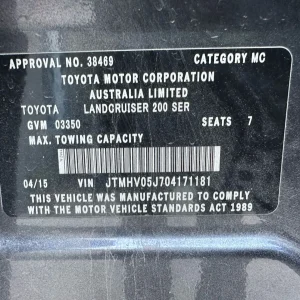 APPROVAL NO. 38469 CATEGORY MC
TOYOTA MOTOR CORPORATION
AUSTRALIA LIMITED
TOYOTA LANDCRUISER 200 SER
GVM 03350 SEATS 7
MAX. TOWING CAPACITY
04/15 VIN JTMHV05J704171181
THIS VEHICLE WAS MANUFACTURED TO COMPLY
WITH THE MOTOR VEHICLE STANDARDS ACT 1989